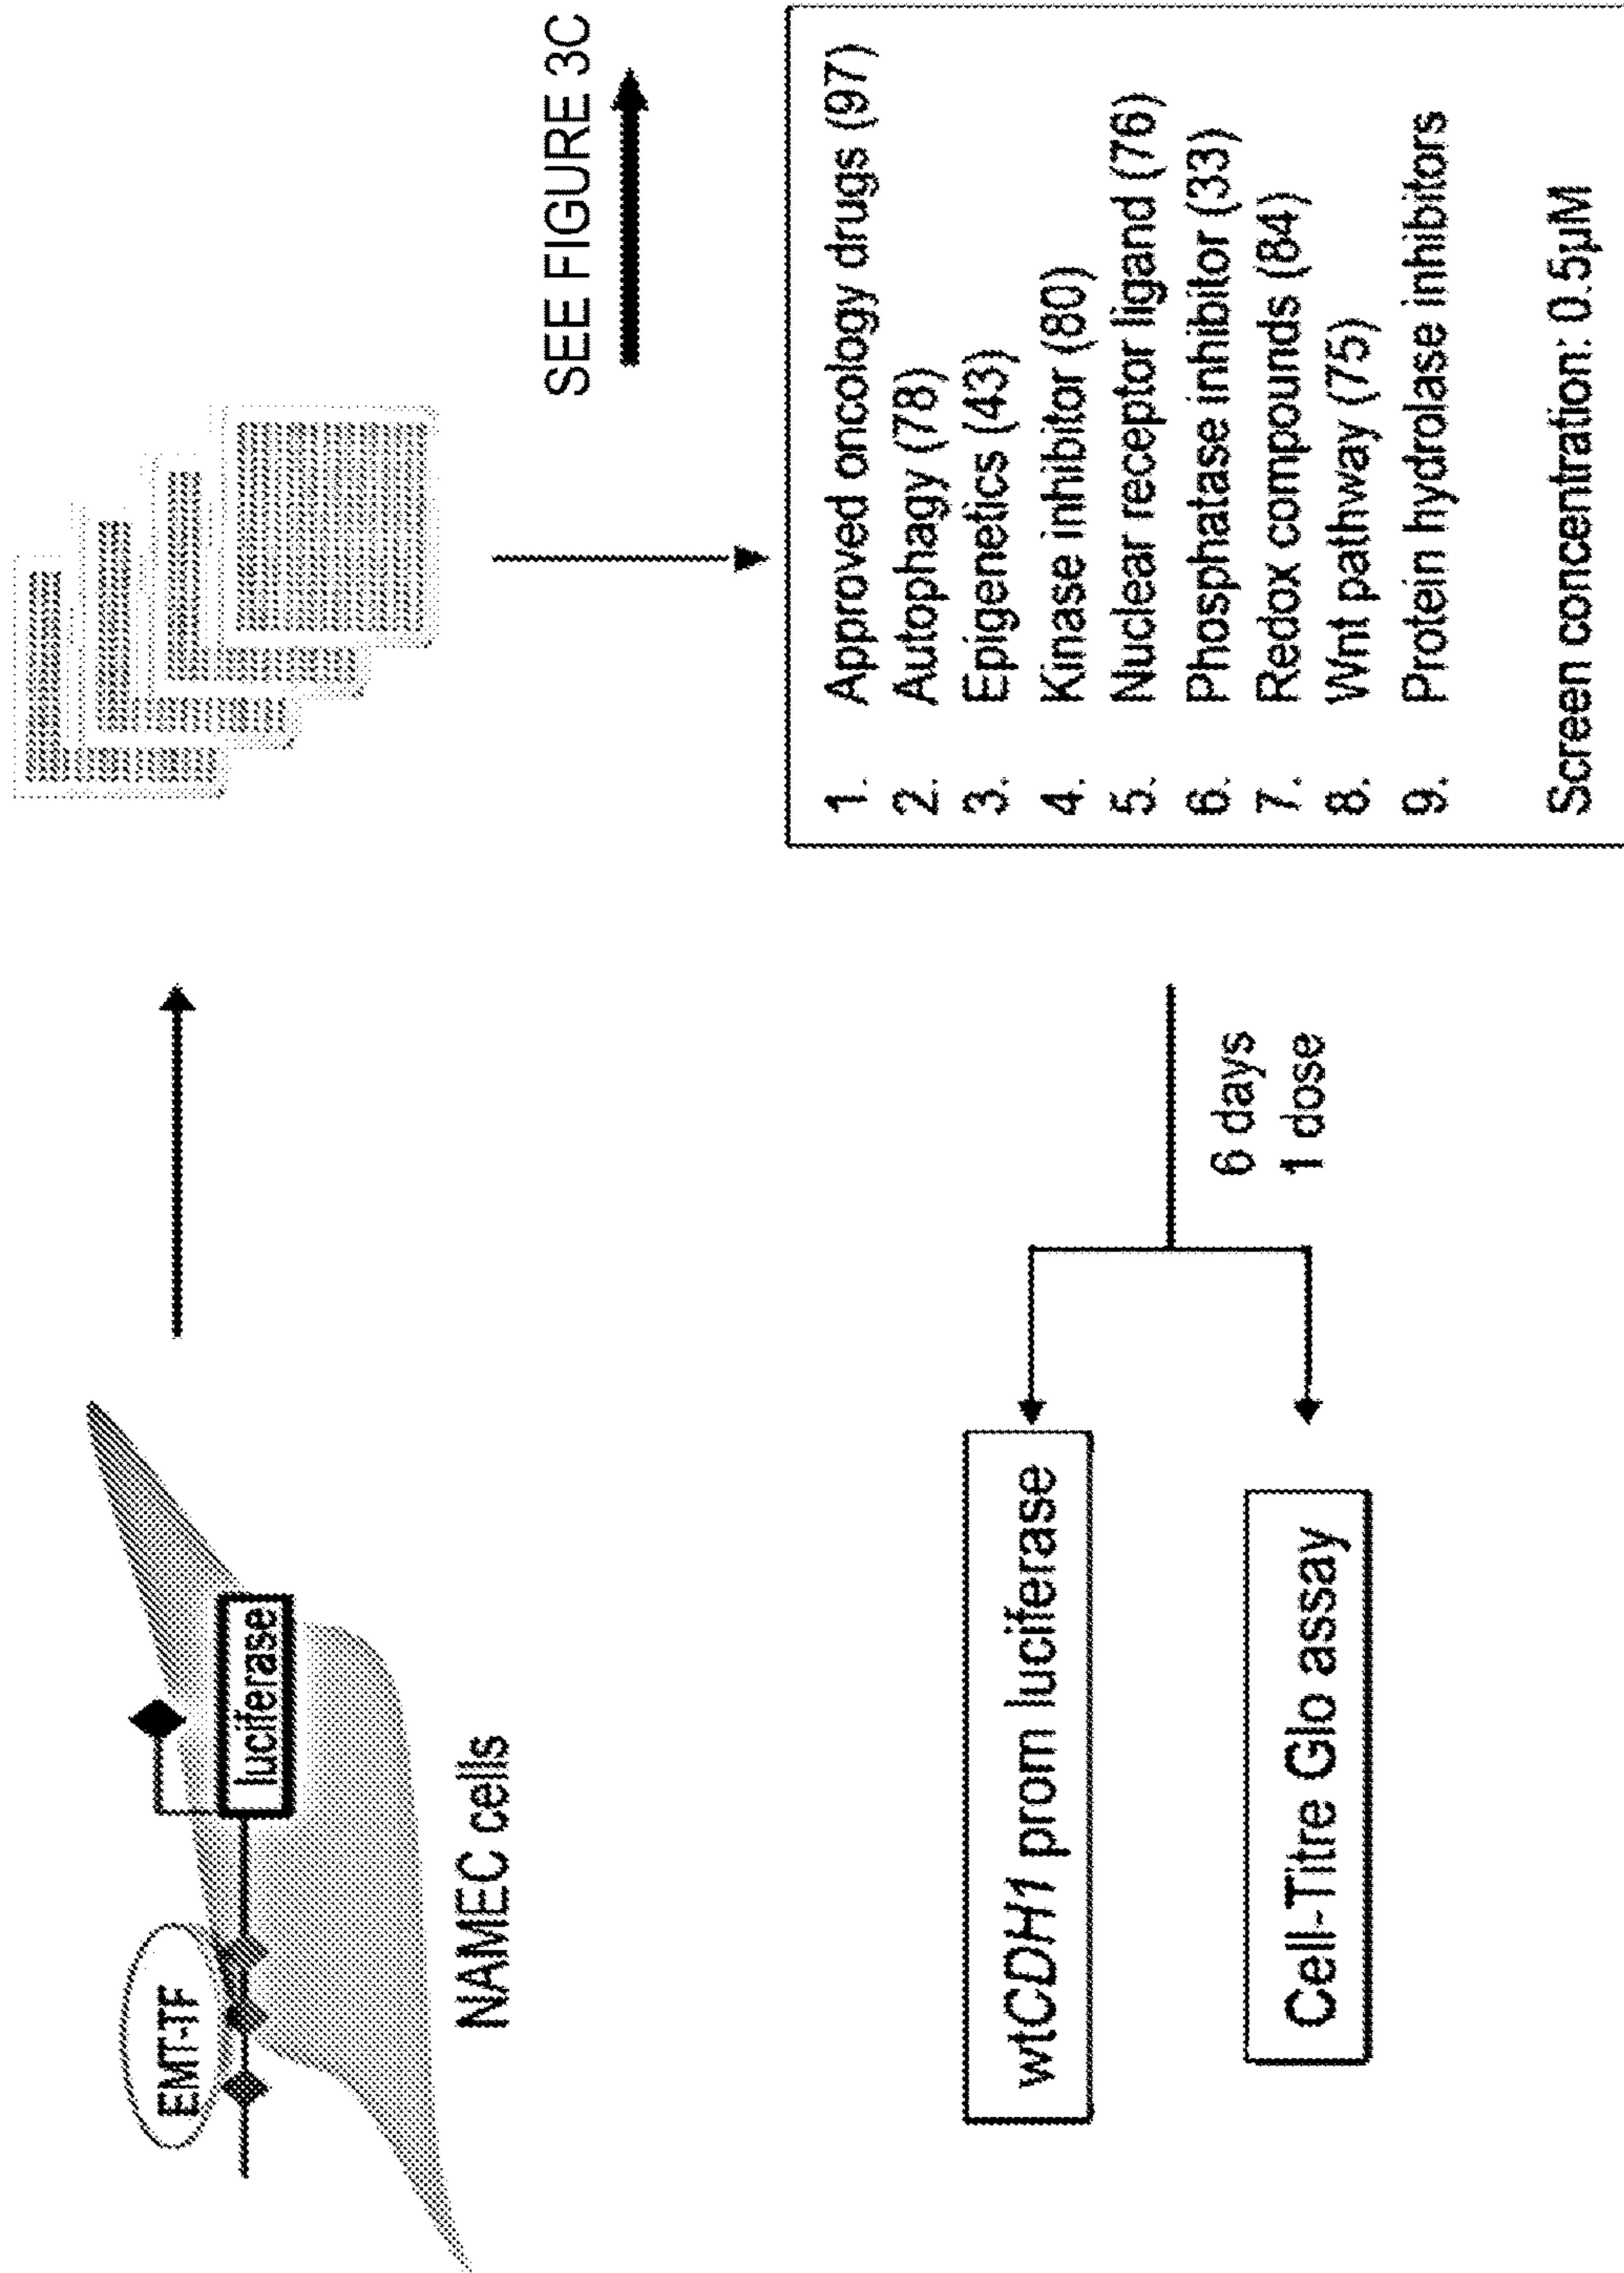 EMT-TF
luciferase
NAMEC cells
SEE FIGURE 3C
1. Approved oncology drugs (97)
2. Autophagy (78)
3. Epigenetics (43)
4. Kinase inhibitor (80)
5. Nuclear receptor ligand (76)
6. Phosphatase inhibitor (33)
7. Redox compounds (84)
8. Wnt pathway (75)
9. Protein hydrolase inhibitors
Screen concentration: 0.5µM
6 days
1 dose
wtCDH1 prom luciferase
Cell-Titre Glo assay